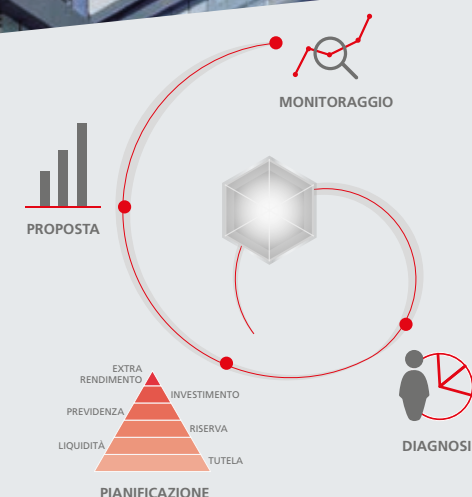 MONITORAGGIO
PROPOSTA
EXTRA
RENDIMENTO
INVESTIMENTO
PREVIDENZA
RISERVA
LIQUIDITÀ
TUTELA
DIAGNOSI
PIANIFICAZIONE